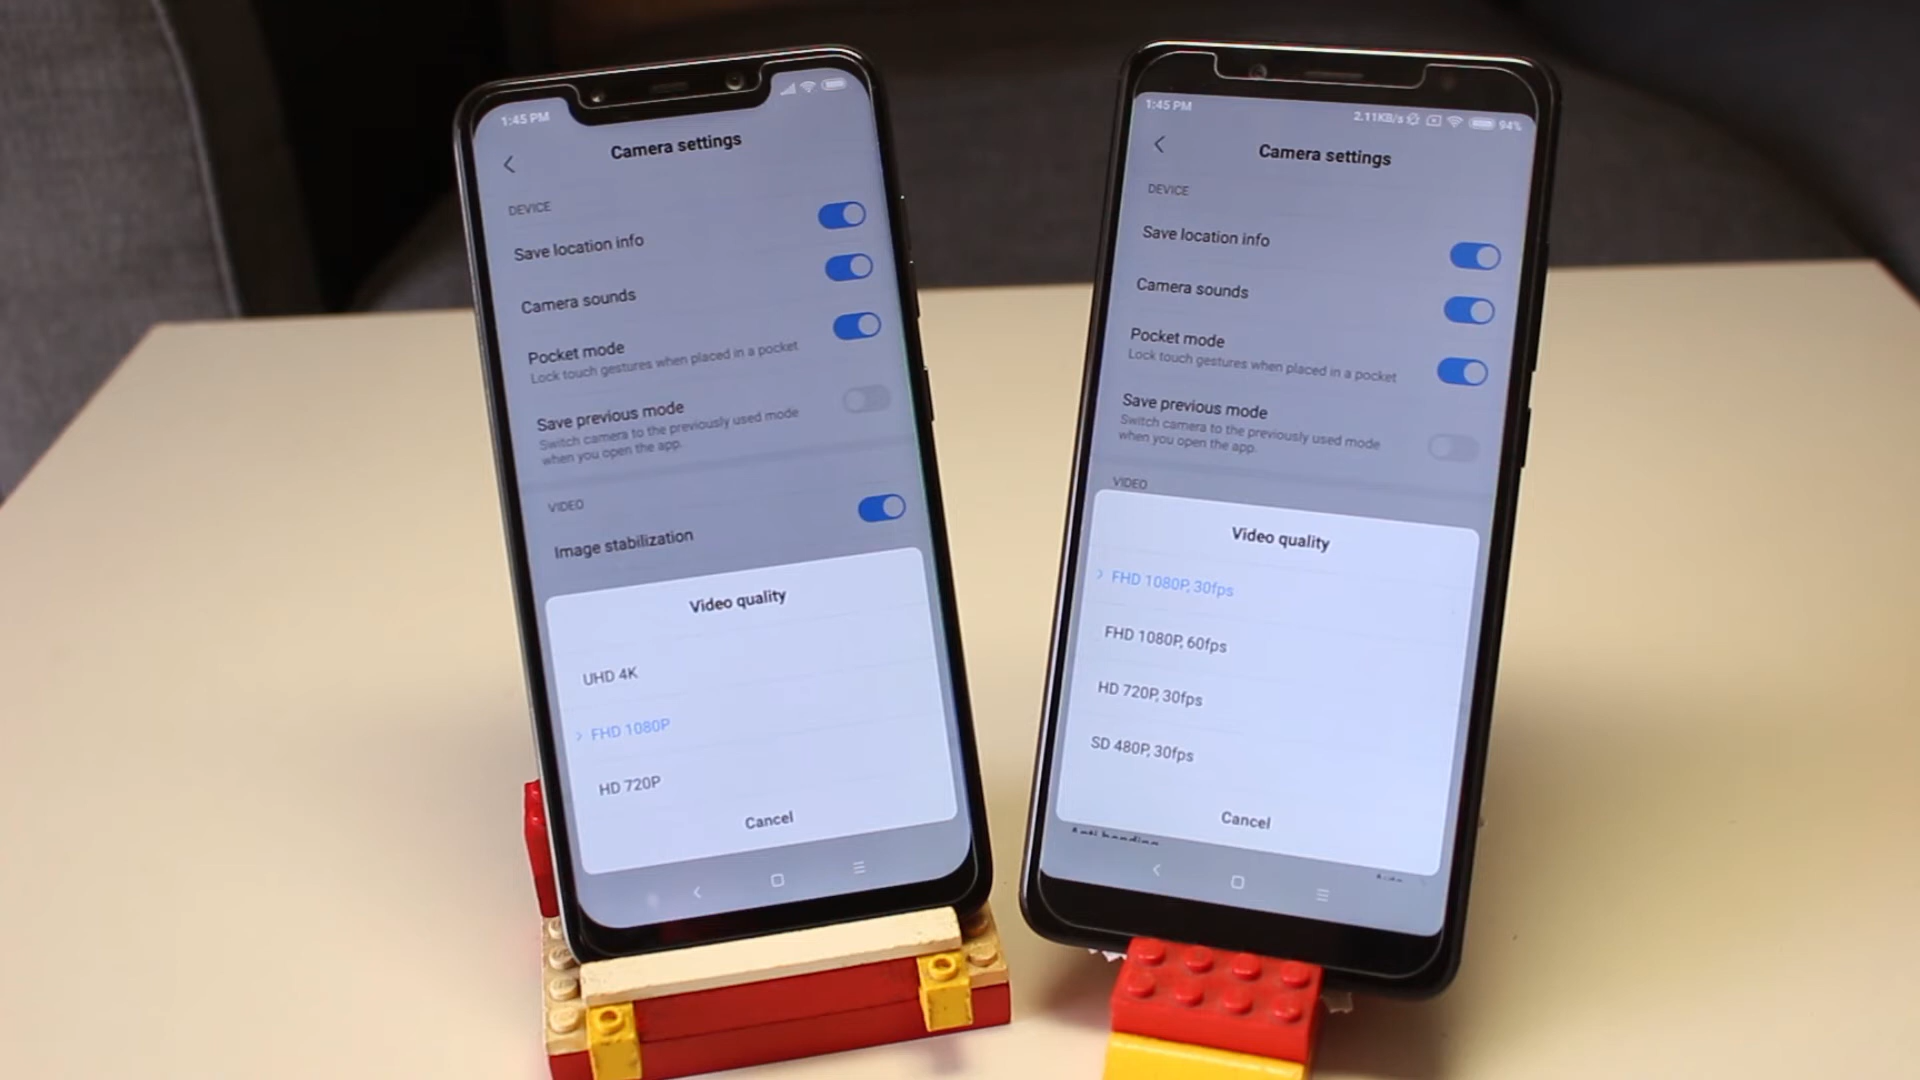 1:45 PM
Camera settings
DEVICE
Save location info
Camera sounds
Pocket mode
Lock touch gestures when placed in a pocket
Save previous mode
Switch camera to the previously used mode
when you open the app.
VIDEO
Image stabilization
Video quality
UHD 4K
FHD 1080P
HD 720P
Cancel
1:45 PM
2.11KB/s
94%
Camera settings
DEVICE
Save location info
Camera sounds
Pocket mode
Lock touch gestures when placed in a pocket
Save previous mode
Switch camera to the previously used mode
when you open the app.
VIDEO
Video quality
FHD 1080P, 30fps
FHD 1080P, 60fps
HD 720P, 30fps
SD 480P, 30fps
Cancel